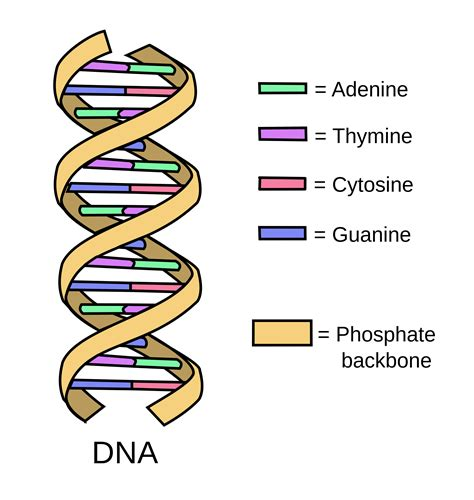 = Adenine
= Thymine
= Cytosine
= Guanine
= Phosphate
backbone
DNA